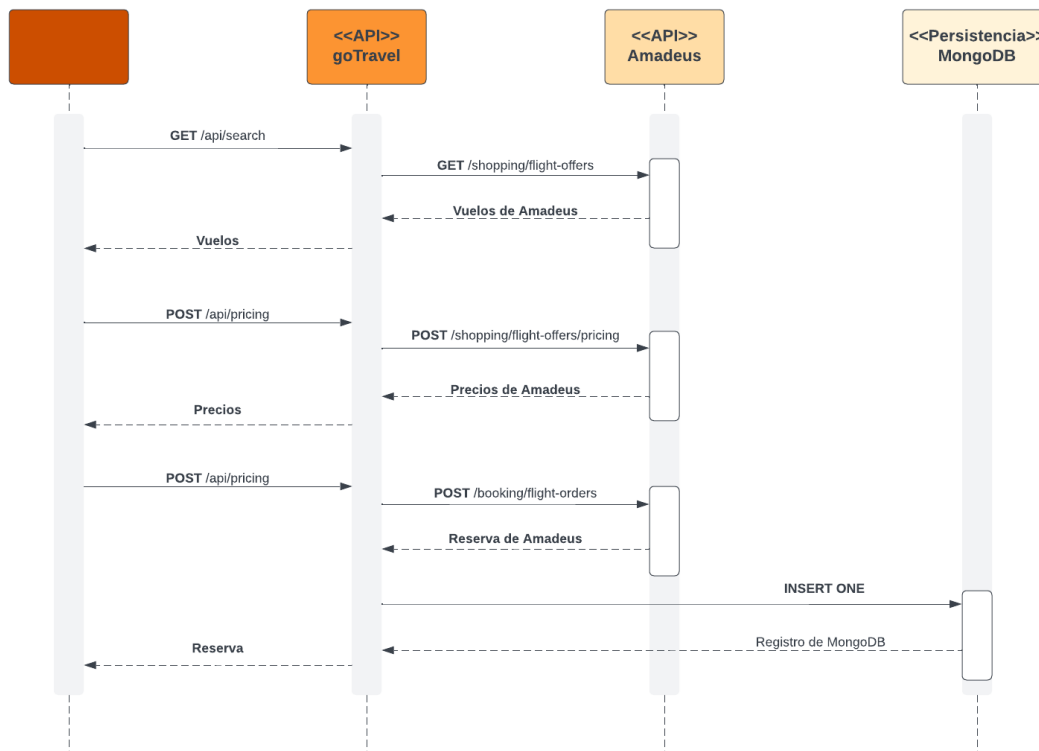 <<API>>
goTravel
<<API>>
Amadeus
<<Persistencia>>
MongoDB
GET /api/search
GET /shopping/flight-offers
Vuelos de Amadeus
Vuelos
POST /api/pricing
POST /shopping/flight-offers/pricing
Precios de Amadeus
Precios
POST /api/pricing
POST /booking/flight-orders
Reserva de Amadeus
INSERT ONE
Registro de MongoDB
Reserva